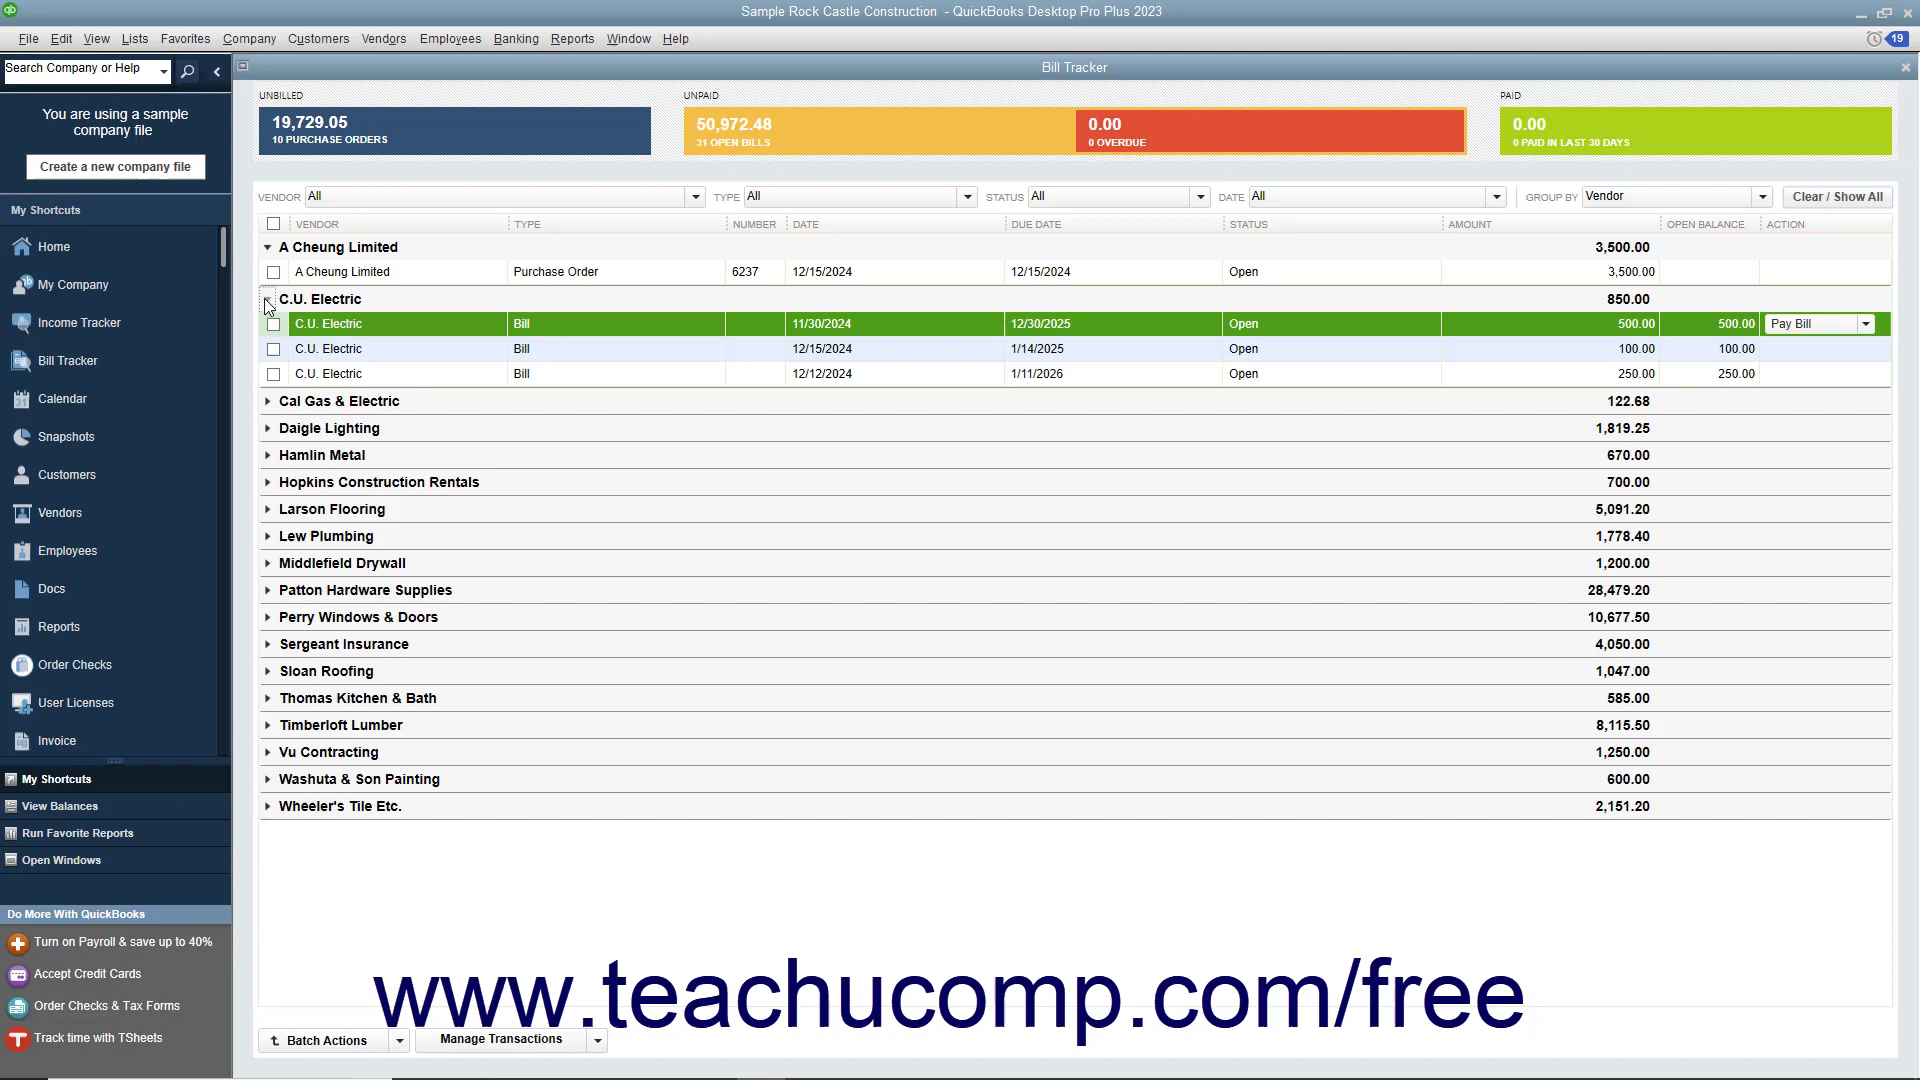 Sample Rock Castle Construction - QuickBooks Desktop Pro Plus 2023
File Edit View Lists Favorites Company Customers Vendors Employees Banking Reports Window Help
19
Search Company or Help
Bill Tracker
You are using a sample
company file
Create a new company file
My Shortcuts
Home
My Company
Income Tracker
Bill Tracker
Calendar
Snapshots
Customers
Vendors
Employees
Docs
Reports
Order Checks
User Licenses
Invoice
My Shortcuts
View Balances
Run Favorite Reports
Open Windows
Do More With QuickBooks
Turn on Payroll & save up to 40%
Accept Credit Cards
Order Checks & Tax Forms
Track time with TSheets
UNBILLED UNPAID PAID
19,729.05 50,972.48 0.00 0.00
10 PURCHASE ORDERS 31 OPEN BILLS 0 OVERDUE 0 PAID IN LAST 30 DAYS
VENDOR All TYPE All STATUS All DATE All GROUP BY Vendor Clear / Show All
VENDOR TYPE NUMBER DATE DUE DATE STATUS AMOUNT OPEN BALANCE ACTION
A Cheung Limited 3,500.00
A Cheung Limited Purchase Order 6237 12/15/2024 12/15/2024 Open 3,500.00
C.U. Electric 850.00
C.U. Electric Bill 11/30/2024 12/30/2025 Open 500.00 500.00 Pay Bill
C.U. Electric Bill 12/15/2024 1/14/2025 Open 100.00 100.00
C.U. Electric Bill 12/12/2024 1/11/2026 Open 250.00 250.00
Cal Gas & Electric 122.68
Daigle Lighting 1,819.25
Hamlin Metal 670.00
Hopkins Construction Rentals 700.00
Larson Flooring 5,091.20
Lew Plumbing 1,778.40
Middlefield Drywall 1,200.00
Patton Hardware Supplies 28,479.20
Perry Windows & Doors 10,677.50
Sergeant Insurance 4,050.00
Sloan Roofing 1,047.00
Thomas Kitchen & Bath 585.00
Timberloft Lumber 8,115.50
Vu Contracting 1,250.00
Washuta & Son Painting 600.00
Wheeler's Tile Etc. 2,151.20
www.teachucomp.com/free
Batch Actions Manage Transactions